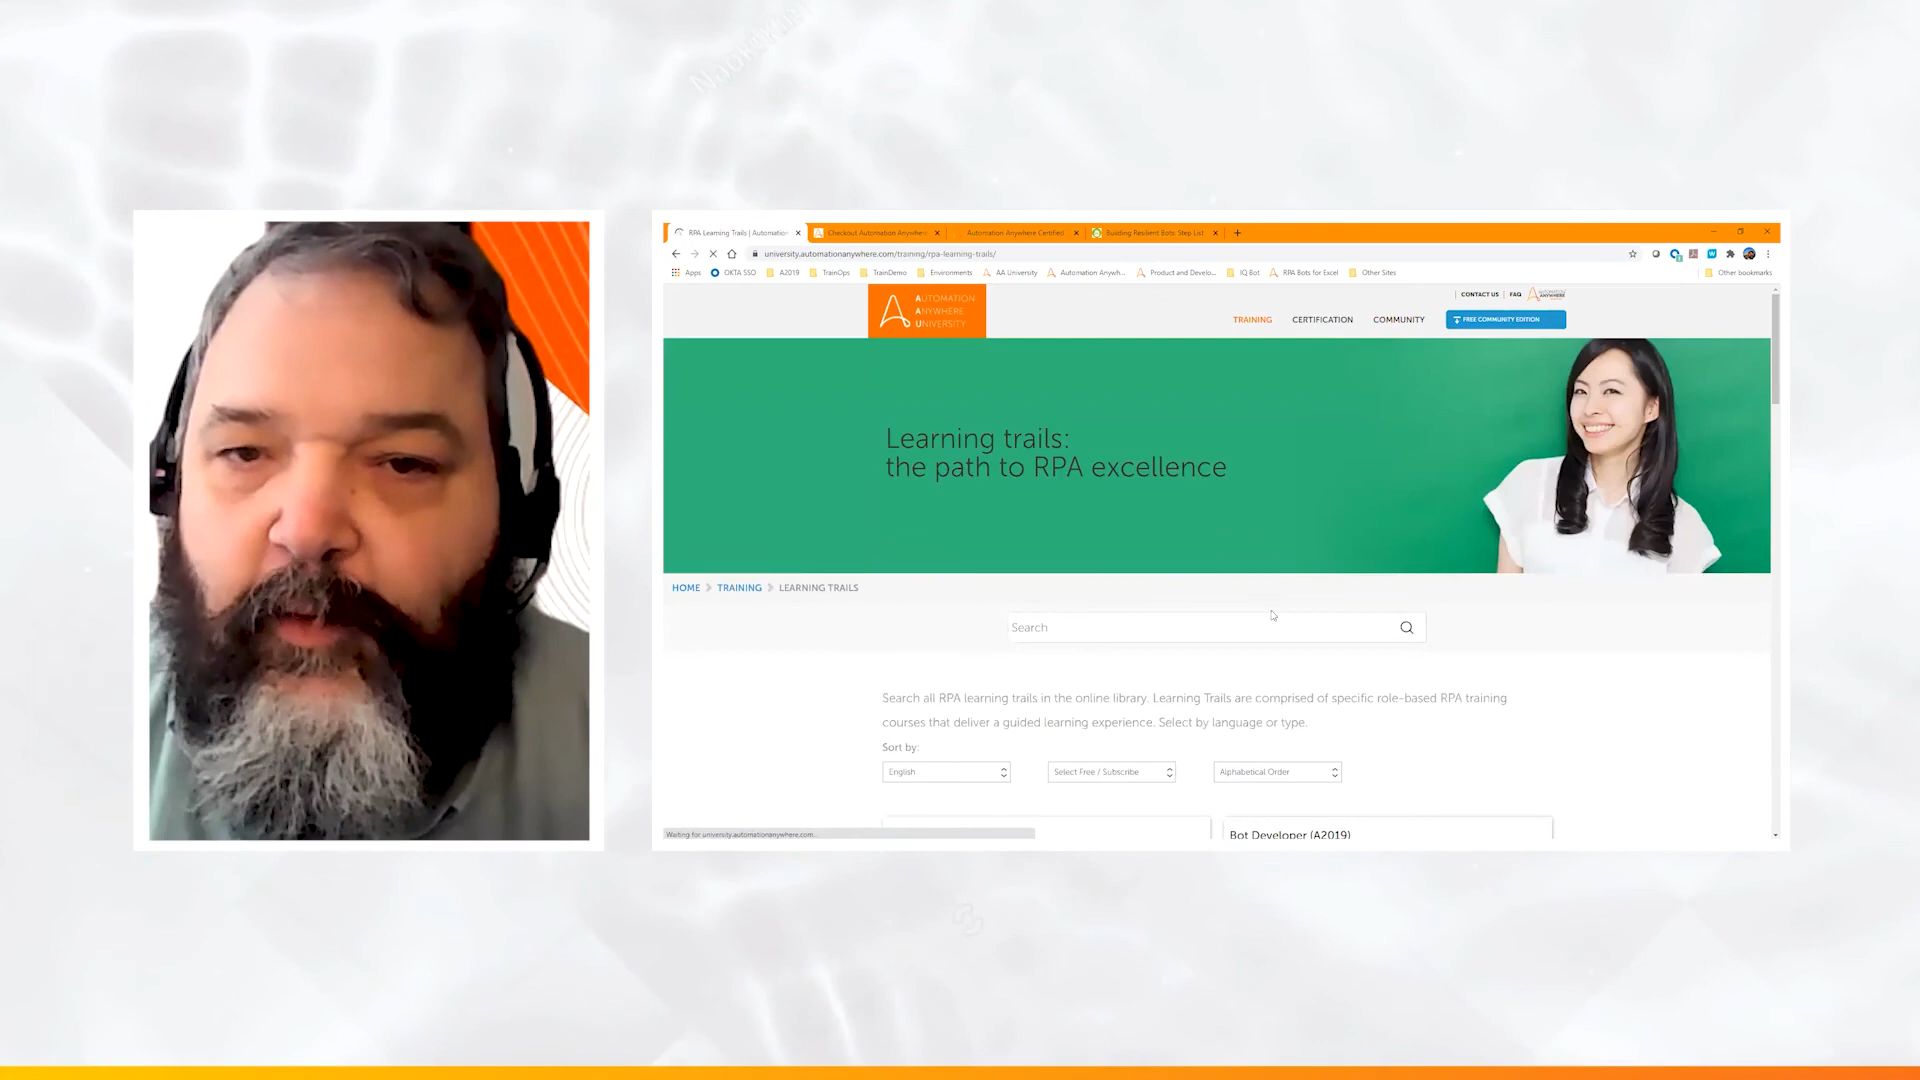 RPA Learning Trails | Automation
Checkout Automation Anywhere
Automation Anywhere Certified
Building Resilient Bots: Step List
university.automationanywhere.com/training/rpa-learning-trails/
Apps
OKTA SSO
A2019
TrainOps
TrainDemo
Environments
AA University
Automation Anywh...
Product and Develo...
IQ Bot
RPA Bots for Excel
Other Sites
Other bookmarks
AUTOMATION
ANYWHERE
UNIVERSITY
CONTACT US
FAQ
AUTOMATION
ANYWHERE
TRAINING
CERTIFICATION
COMMUNITY
FREE COMMUNITY EDITION
Learning trails:
the path to RPA excellence
HOME
TRAINING
LEARNING TRAILS
Search
Search all RPA learning trails in the online library. Learning Trails are comprised of specific role-based RPA training
courses that deliver a guided learning experience. Select by language or type.
Sort by:
English
Select Free / Subscribe
Alphabetical Order
Bot Developer (A2019)
Waiting for university.automationanywhere.com...